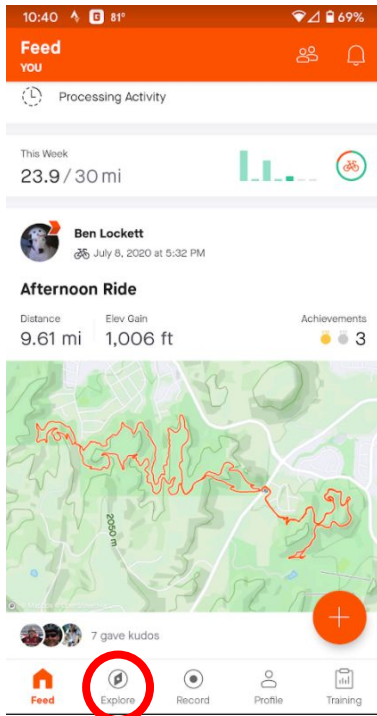 10:40 G 81° 69%
Feed
YOU
Processing Activity
This Week
23.9 / 30 mi
Ben Lockett
July 8, 2020 at 5:32 PM
Afternoon Ride
Distance Elev Gain Achievements
9.61 mi 1,006 ft 3
2050 m
7 gave kudos
+
Feed Explore Record Profile Training